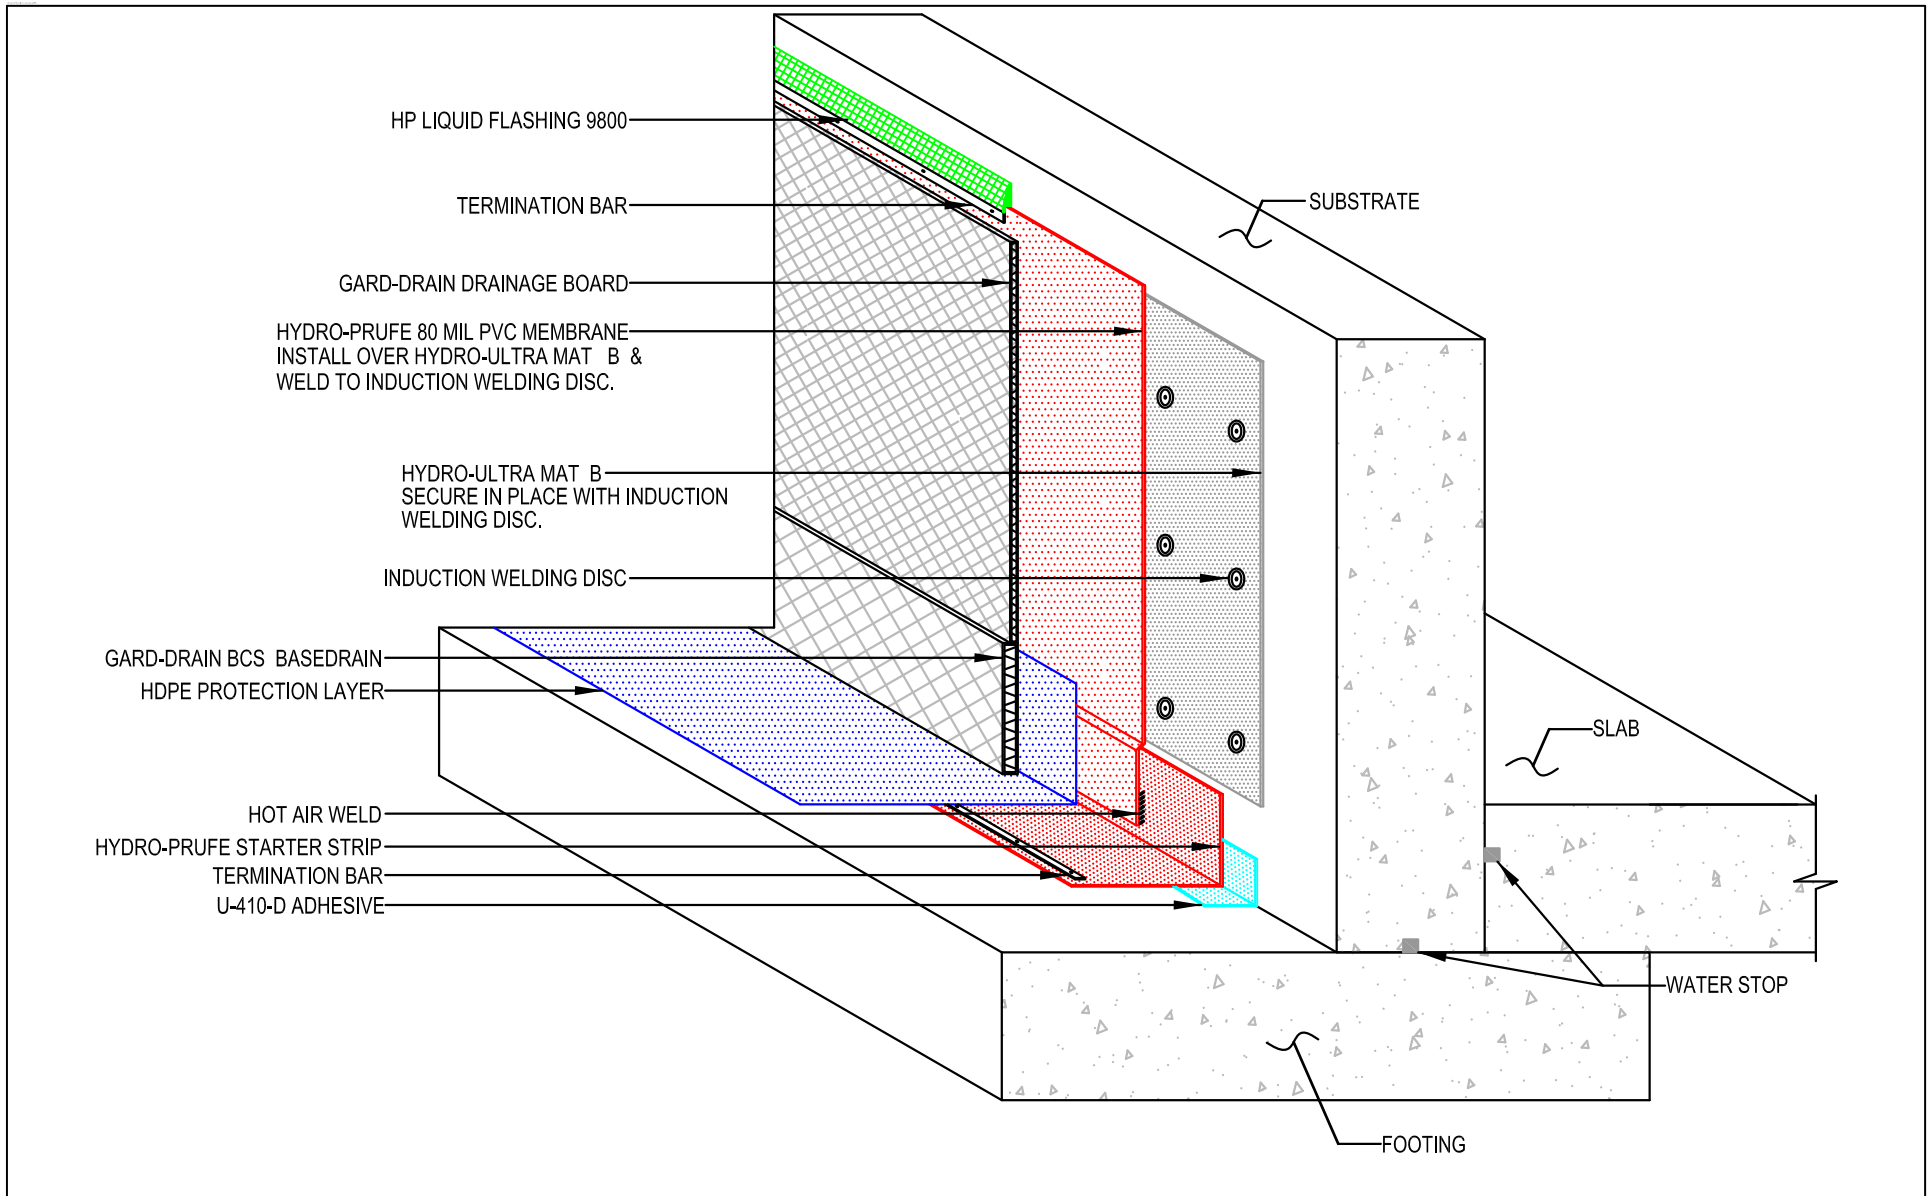 HP LIQUID FLASHING 9800
TERMINATION BAR
SUBSTRATE
GARD-DRAIN DRAINAGE BOARD
HYDRO-PRUFE 80 MIL PVC MEMBRANE
INSTALL OVER HYDRO-ULTRA MAT B &
WELD TO INDUCTION WELDING DISC.
HYDRO-ULTRA MAT B
SECURE IN PLACE WITH INDUCTION
WELDING DISC.
INDUCTION WELDING DISC
GARD-DRAIN BCS BASEDRAIN
HDPE PROTECTION LAYER
SLAB
HOT AIR WELD
HYDRO-PRUFE STARTER STRIP
TERMINATION BAR
U-410-D ADHESIVE
WATER STOP
FOOTING